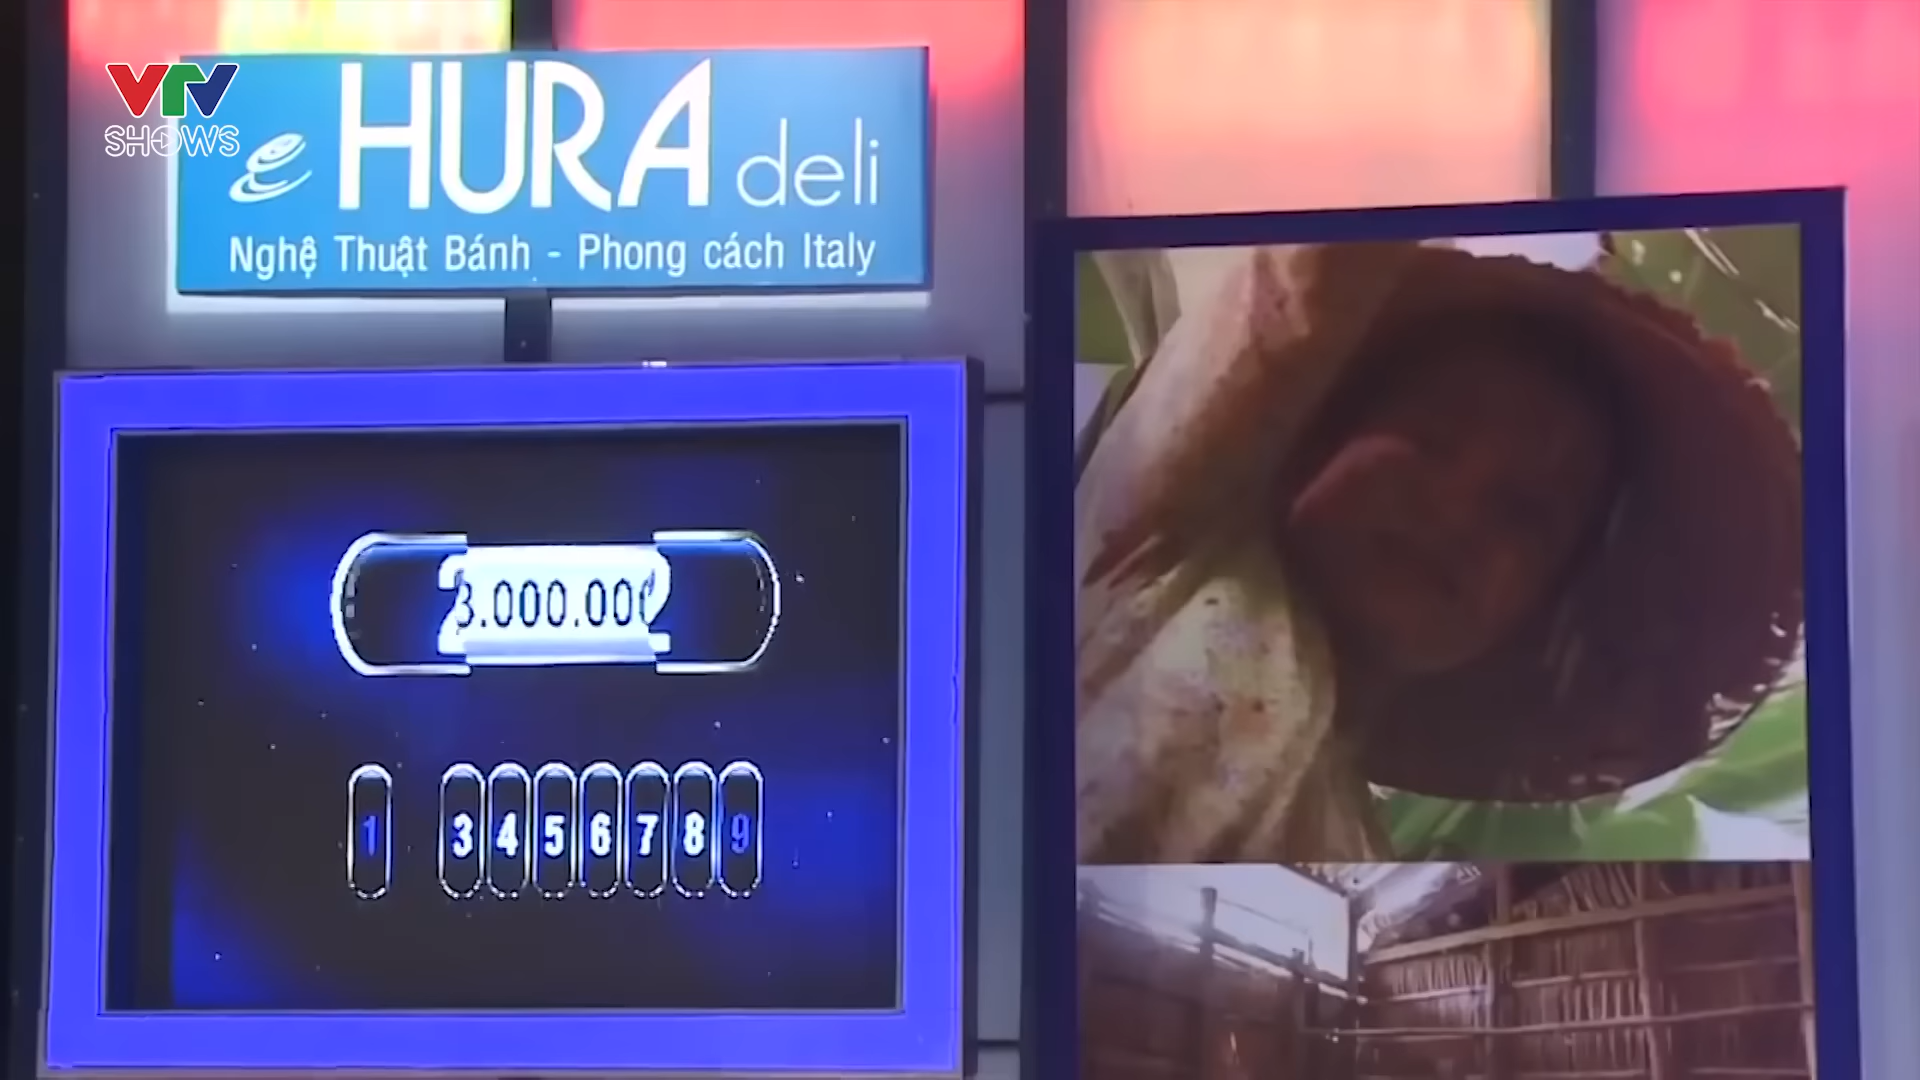 VTV
SHOWS
HURA deli
Nghệ Thuật Bánh - Phong cách Italy
3.000.000
1 3 4 5 6 7 8 9